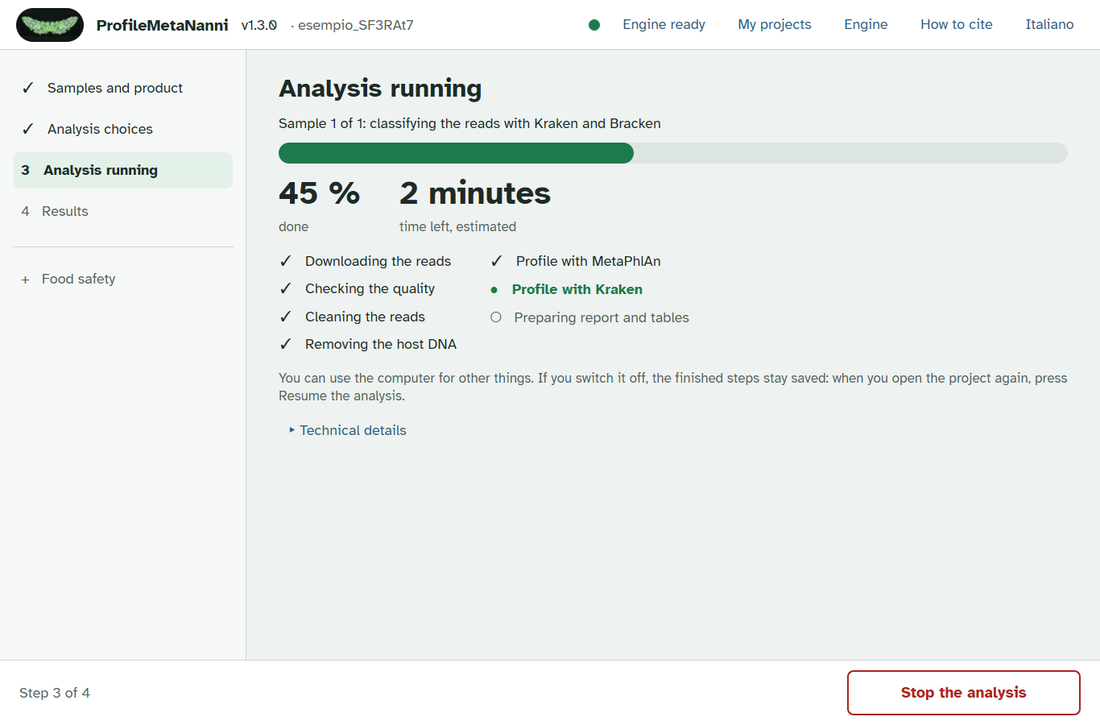 ProfileMetaNanni v1.3.0 · esempio_SF3RAt7
Engine ready
My projects
Engine
How to cite
Italiano
✓ Samples and product
✓ Analysis choices
3 Analysis running
4 Results
+ Food safety
Analysis running
Sample 1 of 1: classifying the reads with Kraken and Bracken
45 %
done
2 minutes
time left, estimated
✓ Downloading the reads
✓ Checking the quality
✓ Cleaning the reads
✓ Removing the host DNA
✓ Profile with MetaPhlAn
● Profile with Kraken
○ Preparing report and tables
You can use the computer for other things. If you switch it off, the finished steps stay saved: when you open the project again, press
Resume the analysis.
▸ Technical details
Step 3 of 4
Stop the analysis